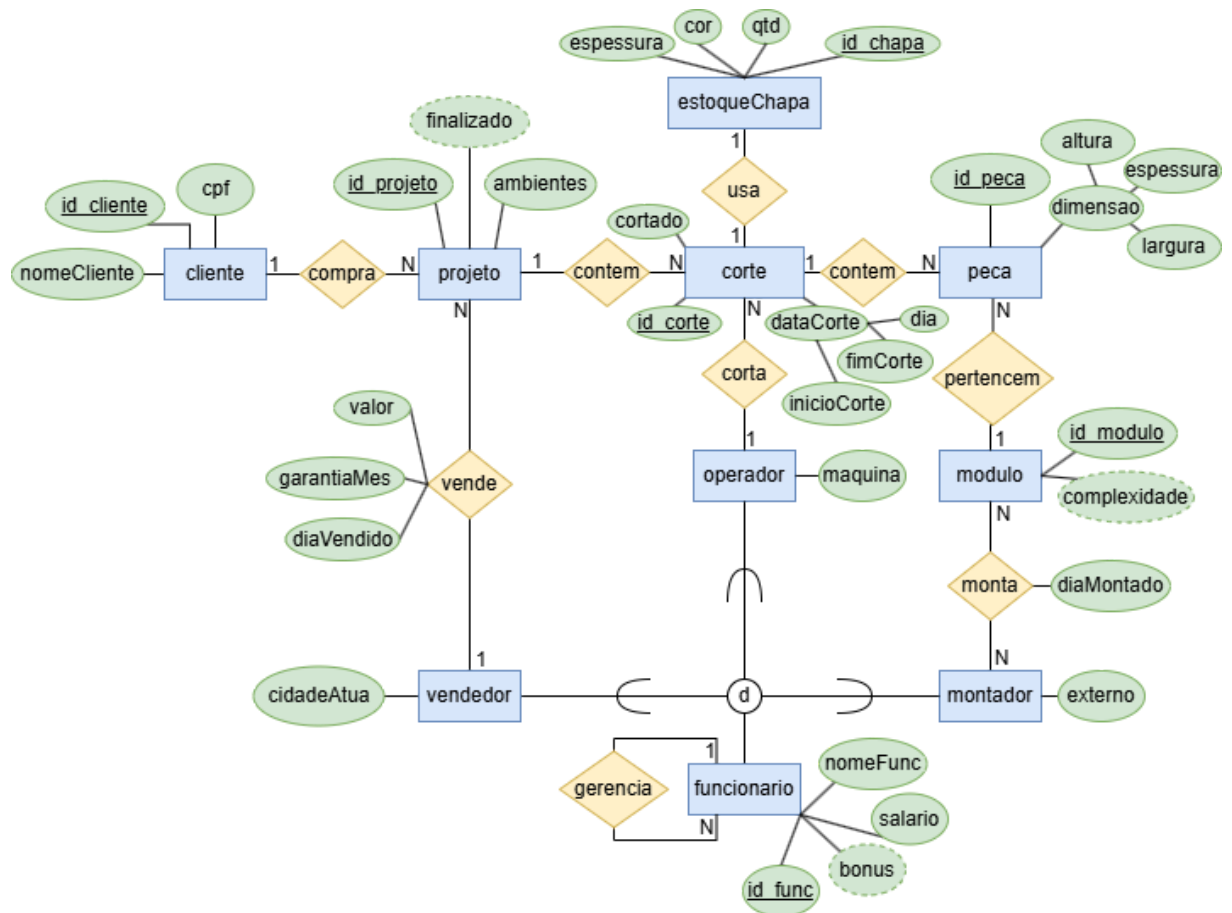 cor
qtd
espessura
id_chapa
estoqueChapa
finalizado
1
altura
cpf
id_projeto
ambientes
usa
id_peca
espessura
id_cliente
cortado
dimensao
1
largura
nomeCliente
cliente
1
compra
N
projeto
1
contem
N
corte
1
contem
N
peca
N
id_corte
N
dataCorte
dia
N
fimCorte
corta
pertencem
inicioCorte
valor
1
1
id_modulo
garantiaMes
vende
operador
maquina
modulo
complexidade
N
diaVendido
monta
diaMontado
1
N
cidadeAtua
vendedor
d
montador
externo
1
nomeFunc
gerencia
funcionario
salario
N
bonus
id_func